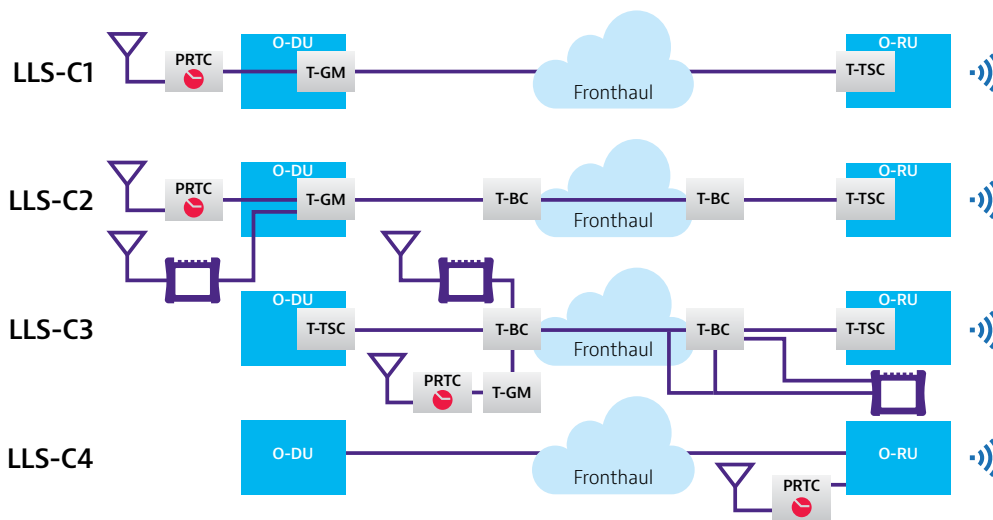 LLS-C1
PRTC
O-DU
T-GM
Fronthaul
O-RU
T-TSC
LLS-C2
PRTC
O-DU
T-GM
T-BC
Fronthaul
T-BC
O-RU
T-TSC
LLS-C3
O-DU
T-TSC
T-BC
Fronthaul
T-BC
O-RU
T-TSC
PRTC
T-GM
LLS-C4
O-DU
Fronthaul
O-RU
PRTC